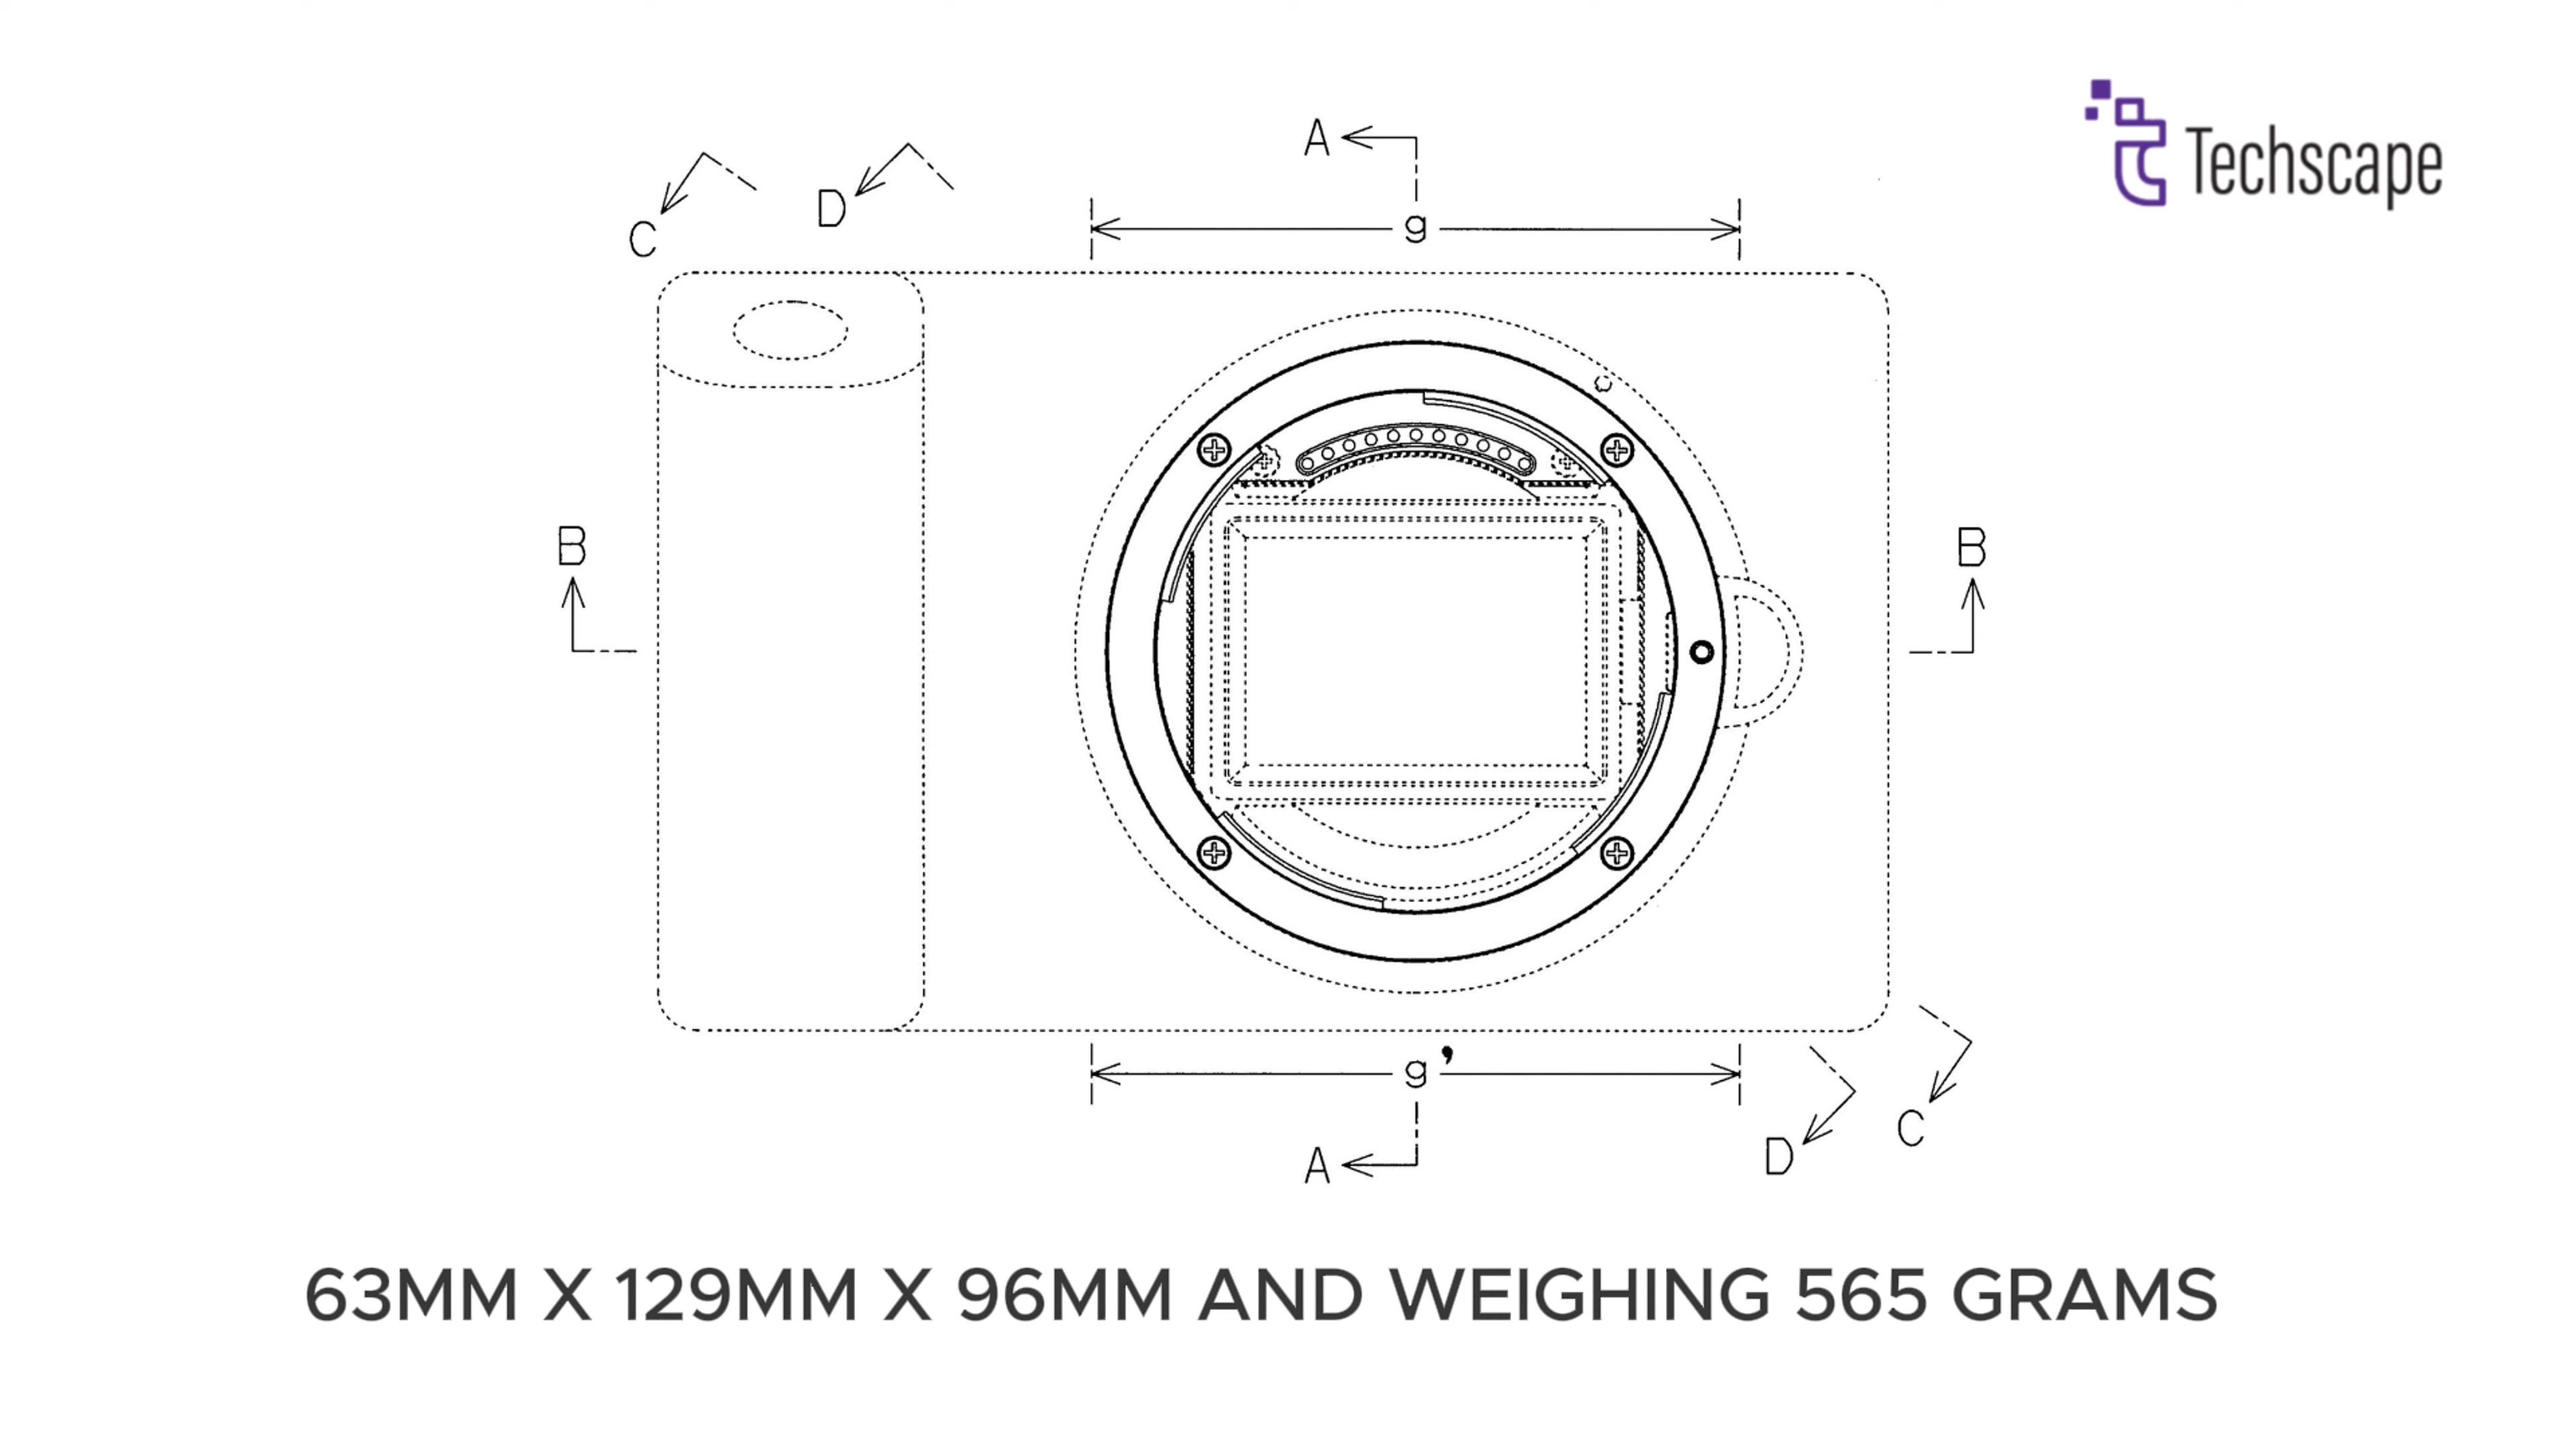 Techscape
A
C
D
g
B
B
g'
A
D
C
63MM X 129MM X 96MM AND WEIGHING 565 GRAMS